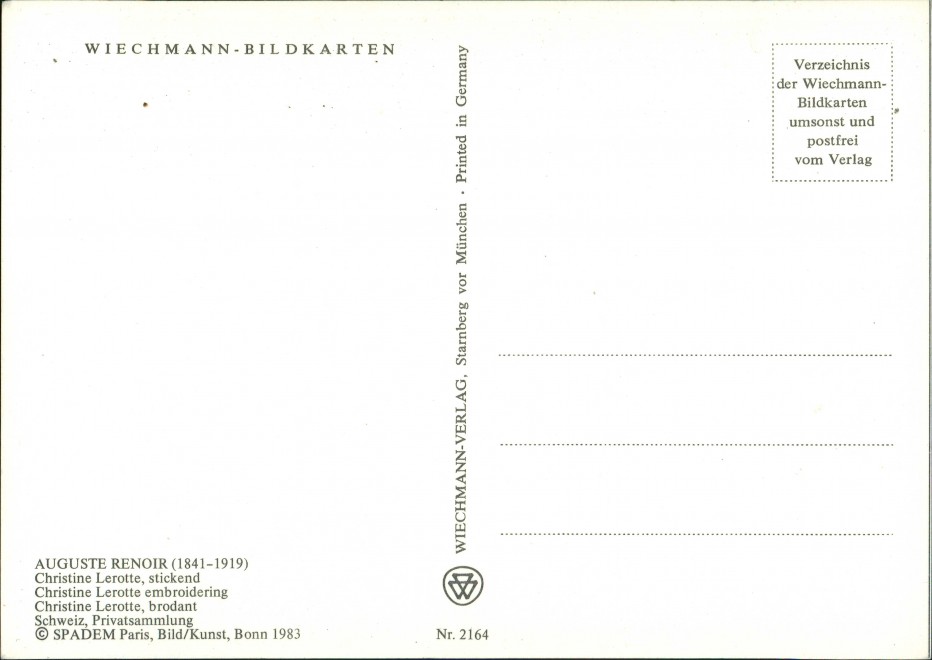 WIECHMANN-BILDKARTEN
Verzeichnis
der Wiechmann-
Bildkarten
umsonst und
postfrei
vom Verlag
WIECHMANN-VERLAG, Starnberg vor München · Printed in Germany
AUGUSTE RENOIR (1841-1919)
Christine Lerotte, stickend
Christine Lerotte embroidering
Christine Lerotte, brodant
Schweiz, Privatsammlung
© SPADEM Paris, Bild/Kunst, Bonn 1983
Nr. 2164